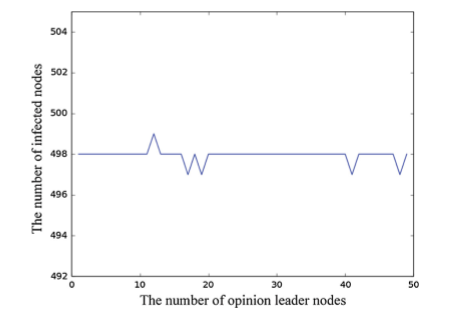 504
502
500
498
496
494
492
0 10 20 30 40 50
The number of infected nodes
The number of opinion leader nodes